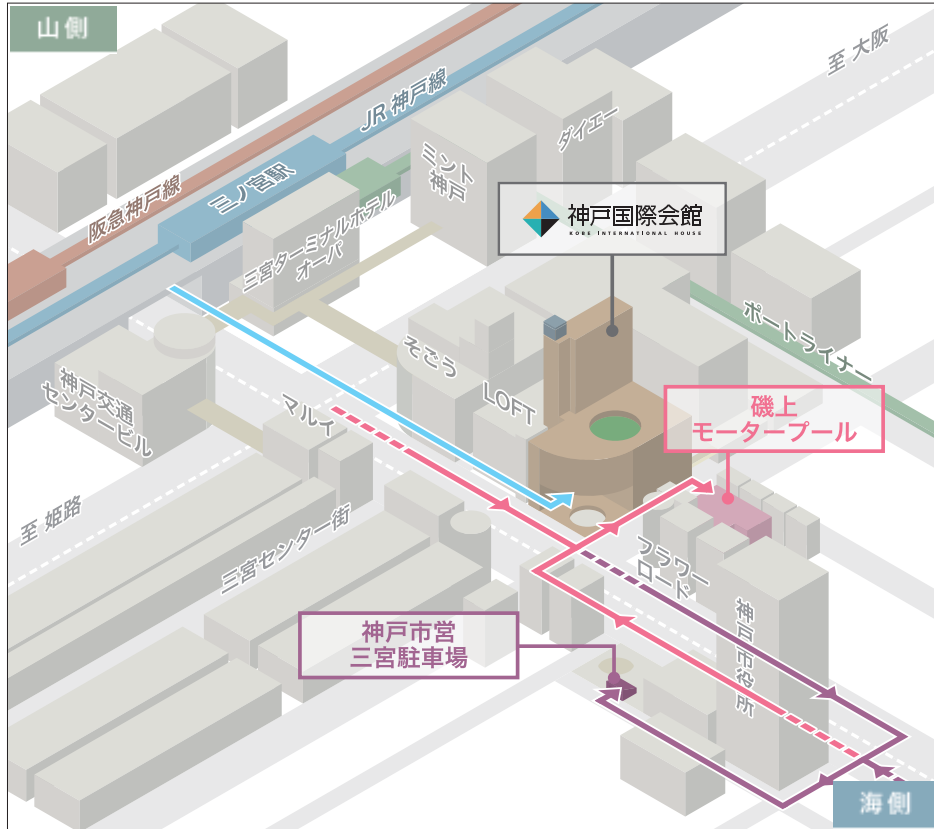 山側
至 大阪
JR 神戸線
ダイエー
ミント
神戸
三ノ宮駅
阪急神戸線
神戸国際会館
KOBE INTERNATIONAL HOUSE
三宮ターミナルホテル
オーパ
ポートライナー
そごう
神戸交通
センタービル
LOFT
マルイ
磯上
モータープール
至 姫路
三宮センター街
フラワー
ロード
神戸市役所
神戸市営
三宮駐車場
海側